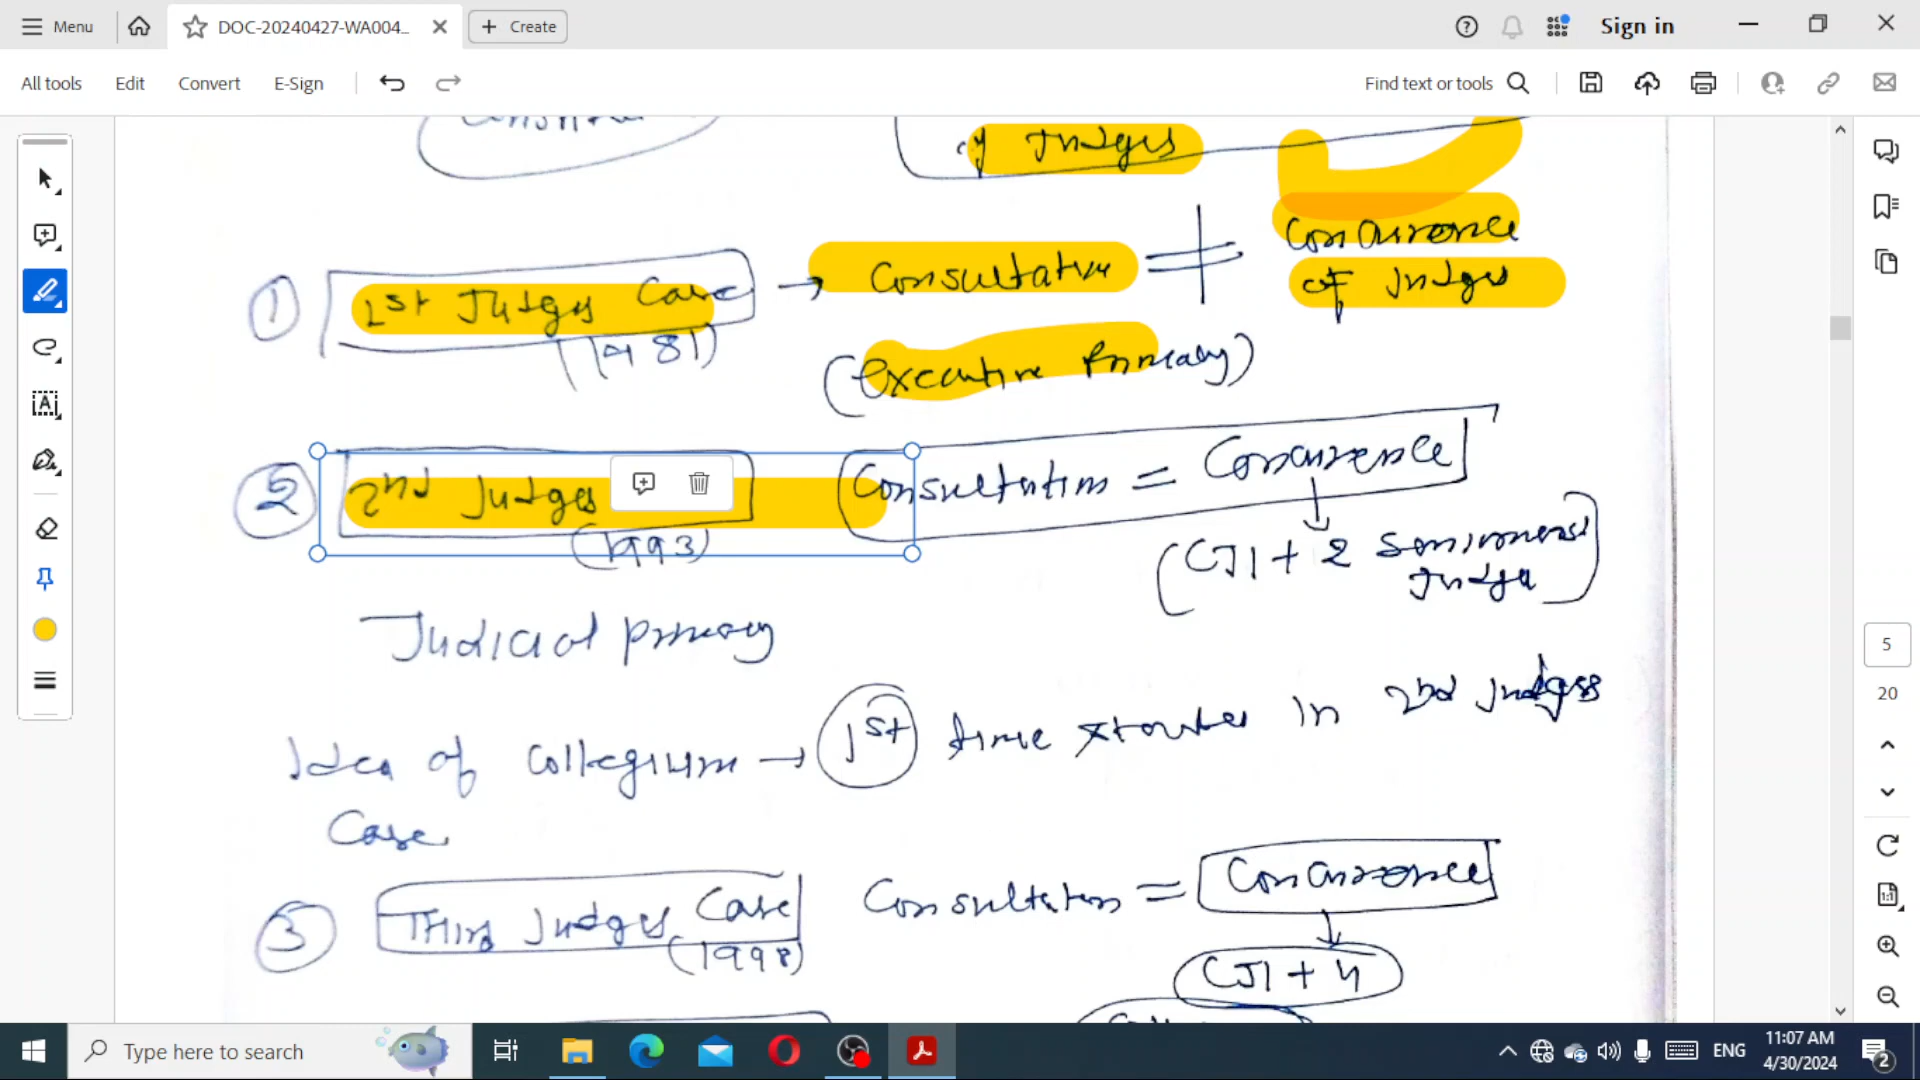 Menu
DOC-20240427-WA004...
Create
Sign in
All tools
Edit
Convert
E-Sign
Find text or tools
of Judges
① 1st Judges Case → Consultation ≠ Concurrence of Judges
(1981)
(Executive Primacy)
② 2nd Judges
Consultation = Concurrence
(1993)
(CJI + 2 Seniormost Judge
Judicial primacy
Idea of Collegium → 1st time in 2nd Judges
Case
③ Third Judges Case
Consultation = Concurrence
(1998)
CJI + 4
5
20
Type here to search
ENG
11:07 AM
4/30/2024
2